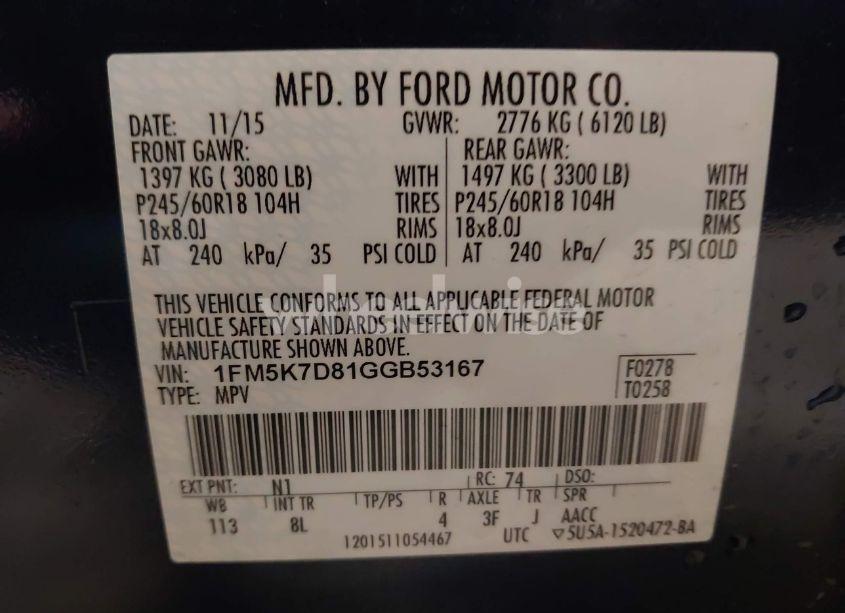 MFD. BY FORD MOTOR CO.
DATE: 11/15 GVWR: 2776 KG ( 6120 LB)
FRONT GAWR: REAR GAWR:
1397 KG ( 3080 LB) WITH 1497 KG ( 3300 LB) WITH
P245/60R18 104H TIRES P245/60R18 104H TIRES
18x8.0J RIMS 18x8.0J RIMS
AT 240 kPa/ 35 PSI COLD AT 240 kPa/ 35 PSI COLD
THIS VEHICLE CONFORMS TO ALL APPLICABLE FEDERAL MOTOR
VEHICLE SAFETY STANDARDS IN EFFECT ON THE DATE OF
MANUFACTURE SHOWN ABOVE.
VIN: 1FM5K7D81GGB53167 F0278
TYPE: MPV T0258
EXT PNT: N1 RC: 74 DSO:
WB INT TR TP/PS R AXLE TR SPR
113 8L 4 3F J AACC
1201511054467 UTC ▽5U5A-1520472-BA